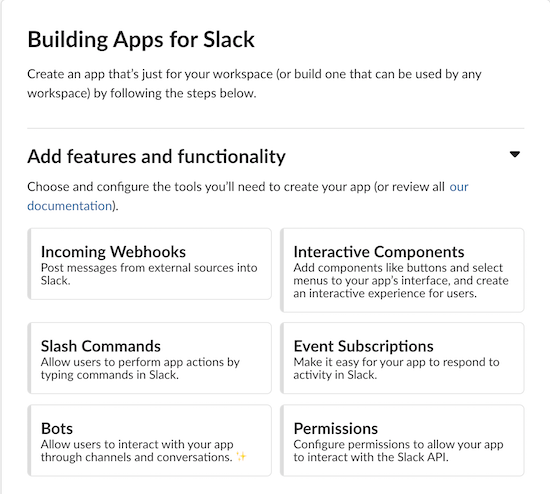 Building Apps for Slack
Create an app that's just for your workspace (or build one that can be used by any
workspace) by following the steps below.
Add features and functionality
Choose and configure the tools you'll need to create your app (or review all our
documentation).
Incoming Webhooks
Post messages from external sources into
Slack.
Interactive Components
Add components like buttons and select
menus to your app's interface, and create
an interactive experience for users.
Slash Commands
Allow users to perform app actions by
typing commands in Slack.
Event Subscriptions
Make it easy for your app to respond to
activity in Slack.
Bots
Allow users to interact with your app
through channels and conversations. ✨
Permissions
Configure permissions to allow your app
to interact with the Slack API.